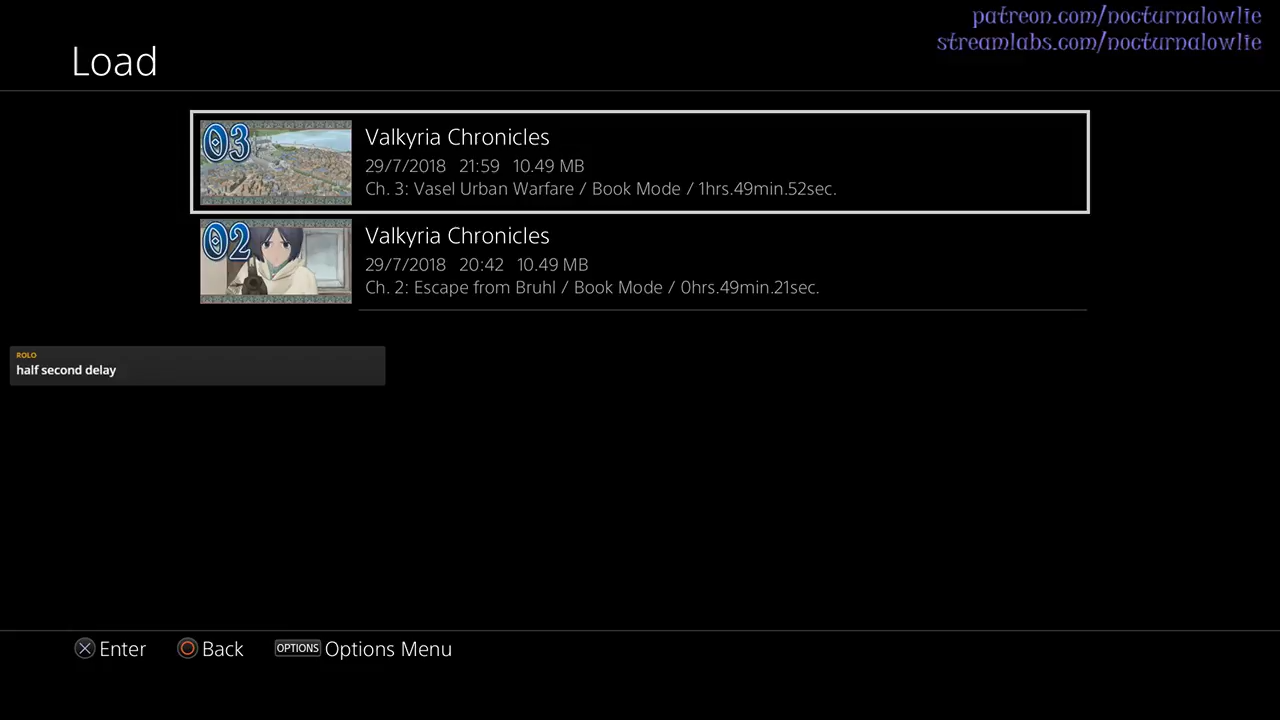 patreon.com/nocturnalowlie
streamlabs.com/nocturnalowlie
Load
03
Valkyria Chronicles
29/7/2018 21:59 10.49 MB
Ch. 3: Vasel Urban Warfare / Book Mode / 1hrs.49min.52sec.
02
Valkyria Chronicles
29/7/2018 20:42 10.49 MB
Ch. 2: Escape from Bruhl / Book Mode / 0hrs.49min.21sec.
ROLO
half second delay
Enter Back OPTIONS Options Menu